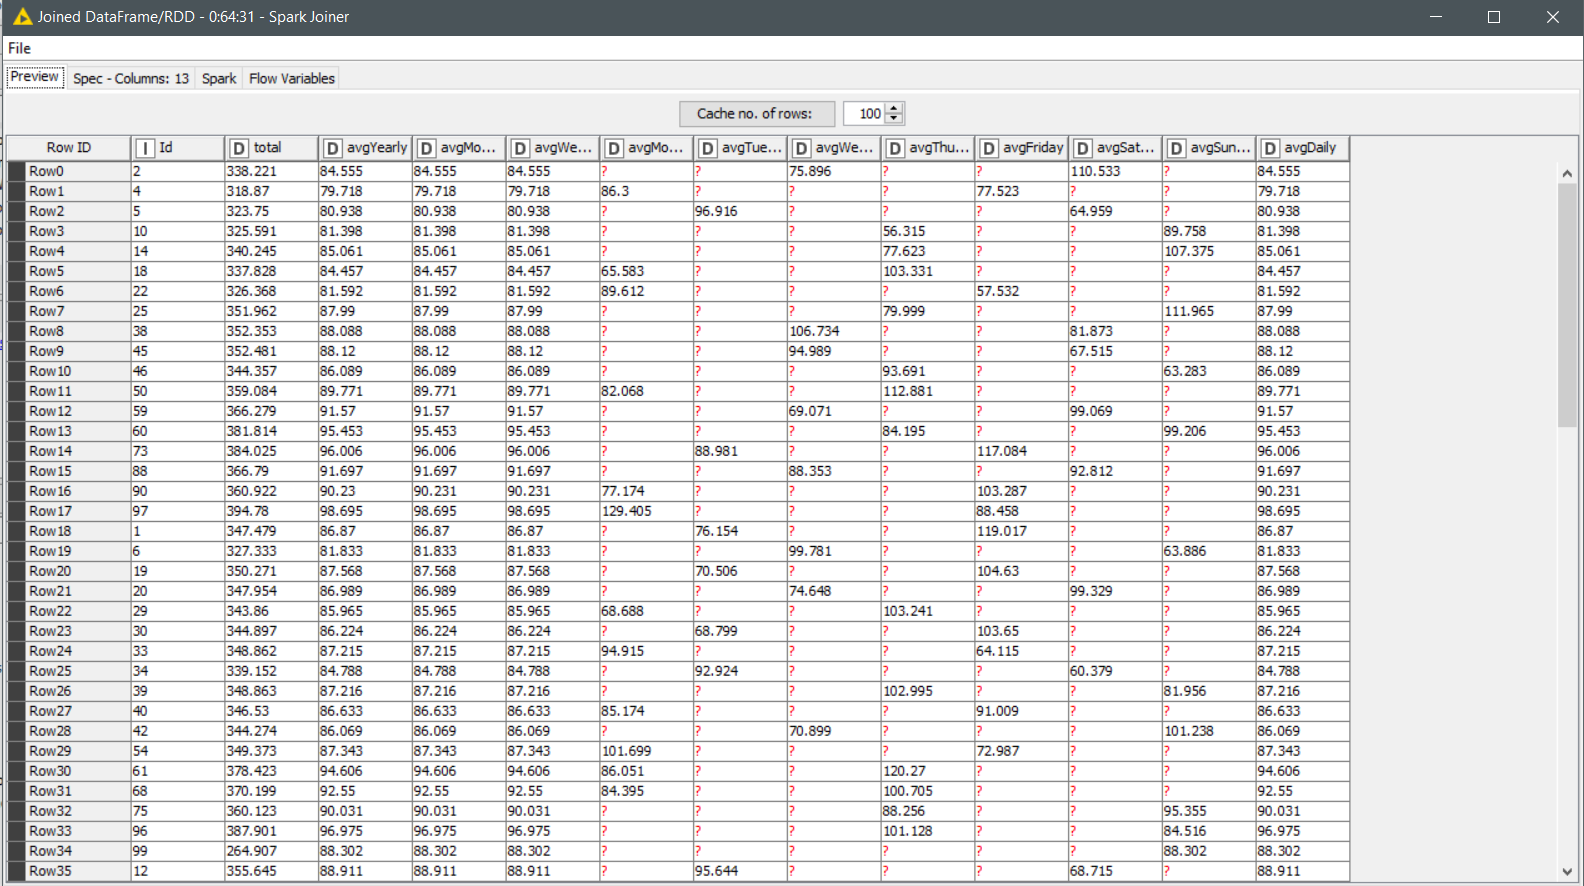 Joined DataFrame/RDD - 0:64:31 - Spark Joiner
File
Preview Spec - Columns: 13 Spark Flow Variables
Cache no. of rows: 100
Row ID I Id D total D avgYearly D avgMo... D avgWe... D avgMo... D avgTue... D avgWe... D avgThu... D avgFriday D avgSat... D avgSun... D avgDaily
Row0 2 338.221 84.555 84.555 84.555 ? ? 75.896 ? ? 110.533 ? 84.555
Row1 4 318.87 79.718 79.718 79.718 86.3 ? ? ? 77.523 ? ? 79.718
Row2 5 323.75 80.938 80.938 80.938 ? 96.916 ? ? ? 64.959 ? 80.938
Row3 10 325.591 81.398 81.398 81.398 ? ? ? 56.315 ? ? 89.758 81.398
Row4 14 340.245 85.061 85.061 85.061 ? ? ? 77.623 ? ? 107.375 85.061
Row5 18 337.828 84.457 84.457 84.457 65.583 ? ? 103.331 ? ? ? 84.457
Row6 22 326.368 81.592 81.592 81.592 89.612 ? ? ? 57.532 ? ? 81.592
Row7 25 351.962 87.99 87.99 87.99 ? ? ? 79.999 ? ? 111.965 87.99
Row8 38 352.353 88.088 88.088 88.088 ? ? 106.734 ? ? 81.873 ? 88.088
Row9 45 352.481 88.12 88.12 88.12 ? ? 94.989 ? ? 67.515 ? 88.12
Row10 46 344.357 86.089 86.089 86.089 ? ? ? 93.691 ? ? 63.283 86.089
Row11 50 359.084 89.771 89.771 89.771 82.068 ? ? 112.881 ? ? ? 89.771
Row12 59 366.279 91.57 91.57 91.57 ? ? 69.071 ? ? 99.069 ? 91.57
Row13 60 381.814 95.453 95.453 95.453 ? ? ? 84.195 ? ? 99.206 95.453
Row14 73 384.025 96.006 96.006 96.006 ? 88.981 ? ? 117.084 ? ? 96.006
Row15 88 366.79 91.697 91.697 91.697 ? ? 88.353 ? ? 92.812 ? 91.697
Row16 90 360.922 90.23 90.231 90.231 77.174 ? ? ? 103.287 ? ? 90.231
Row17 97 394.78 98.695 98.695 98.695 129.405 ? ? ? 88.458 ? ? 98.695
Row18 1 347.479 86.87 86.87 86.87 ? 76.154 ? ? 119.017 ? ? 86.87
Row19 6 327.333 81.833 81.833 81.833 ? ? 99.781 ? ? ? 63.886 81.833
Row20 19 350.271 87.568 87.568 87.568 ? 70.506 ? ? 104.63 ? ? 87.568
Row21 20 347.954 86.989 86.989 86.989 ? ? 74.648 ? ? 99.329 ? 86.989
Row22 29 343.86 85.965 85.965 85.965 68.688 ? ? 103.241 ? ? ? 85.965
Row23 30 344.897 86.224 86.224 86.224 ? 68.799 ? ? 103.65 ? ? 86.224
Row24 33 348.862 87.215 87.215 87.215 94.915 ? ? ? 64.115 ? ? 87.215
Row25 34 339.152 84.788 84.788 84.788 ? 92.924 ? ? ? 60.379 ? 84.788
Row26 39 348.863 87.216 87.216 87.216 ? ? ? 102.995 ? ? 81.956 87.216
Row27 40 346.53 86.633 86.633 86.633 85.174 ? ? ? 91.009 ? ? 86.633
Row28 42 344.274 86.069 86.069 86.069 ? ? 70.899 ? ? ? 101.238 86.069
Row29 54 349.373 87.343 87.343 87.343 101.699 ? ? ? 72.987 ? ? 87.343
Row30 61 378.423 94.606 94.606 94.606 86.051 ? ? 120.27 ? ? ? 94.606
Row31 68 370.199 92.55 92.55 92.55 84.395 ? ? 100.705 ? ? ? 92.55
Row32 75 360.123 90.031 90.031 90.031 ? ? ? 88.256 ? ? 95.355 90.031
Row33 96 387.901 96.975 96.975 96.975 ? ? ? 101.128 ? ? 84.516 96.975
Row34 99 264.907 88.302 88.302 88.302 ? ? ? ? ? ? 88.302 88.302
Row35 12 355.645 88.911 88.911 88.911 ? 95.644 ? ? ? 68.715 ? 88.911